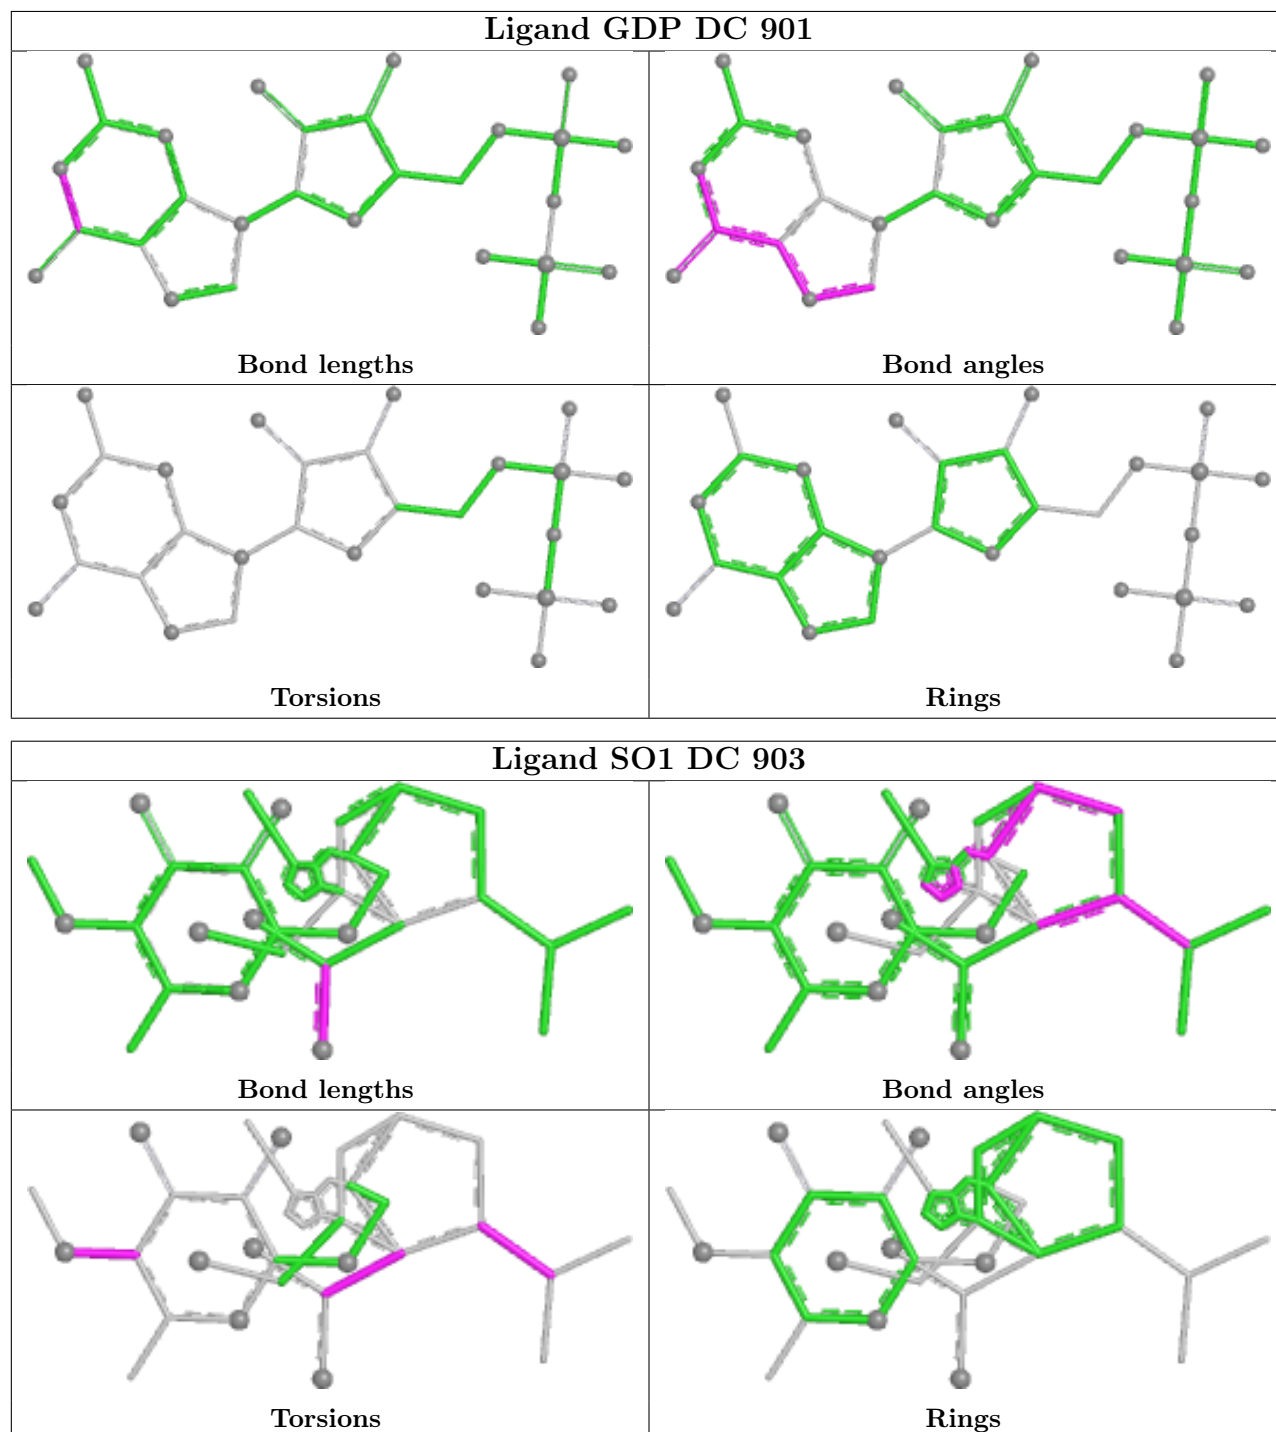 Ligand GDP DC 901
Bond lengths
Bond angles
Torsions
Rings
Ligand SO1 DC 903
Bond lengths
Bond angles
Torsions
Rings